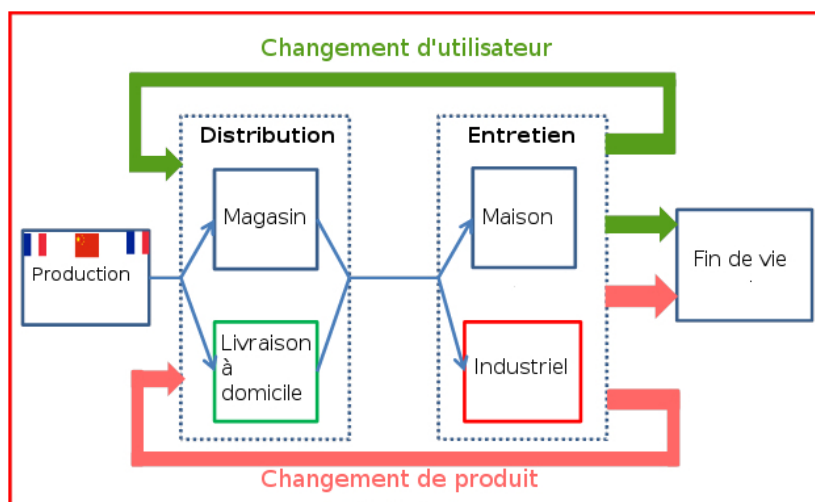 Changement d'utilisateur
Distribution
Entretien
Magasin
Maison
Production
Fin de vie
Livraison
à
domicile
Industriel
Changement de produit